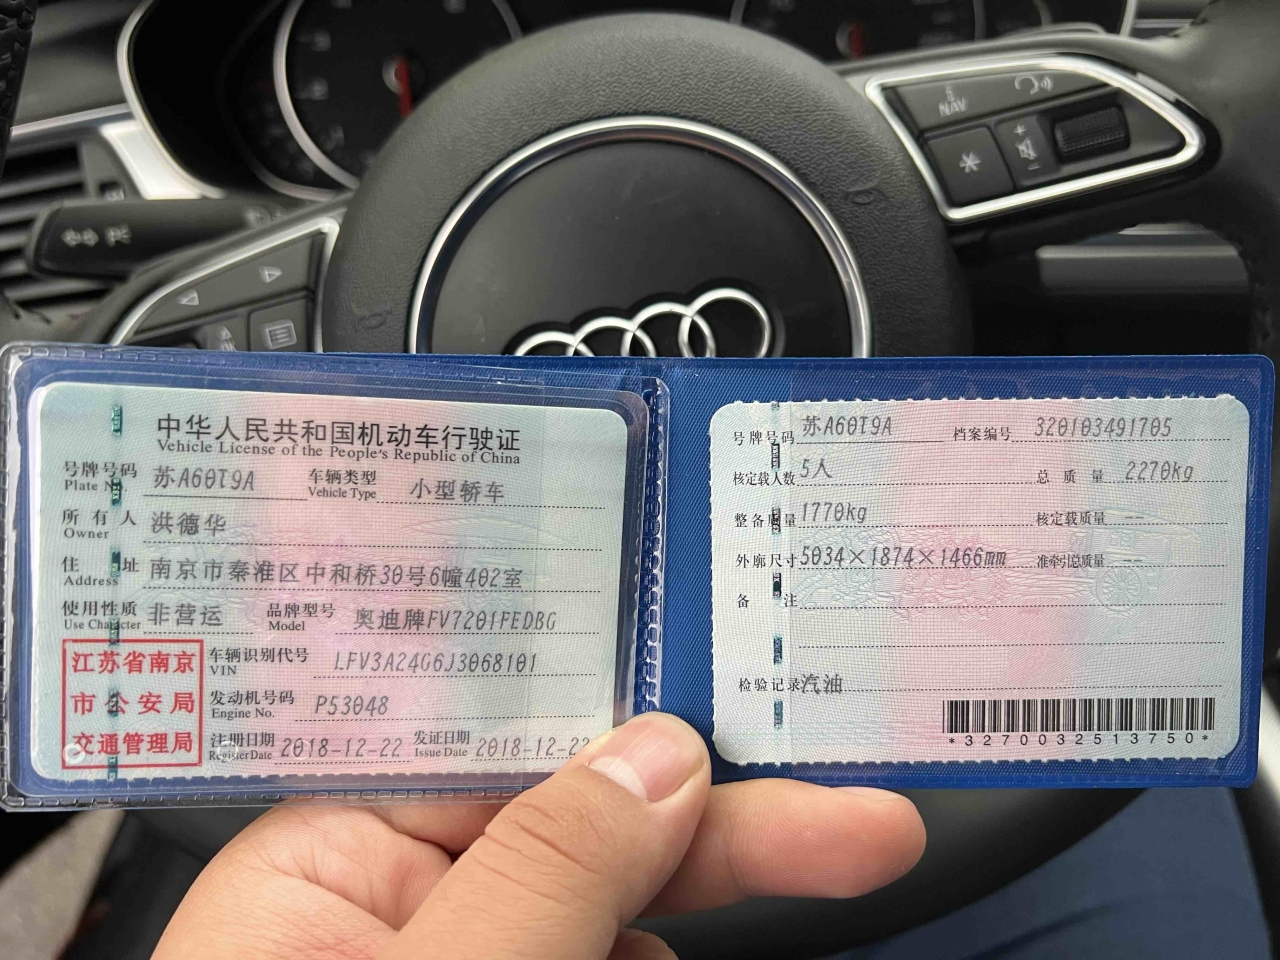 中华人民共和国机动车行驶证
Vehicle License of the People's Republic of China
号牌号码 苏A60T9A 车辆类型 小型轿车
Plate No. Vehicle Type
所有人 洪德华
Owner
住址 南京市秦淮区中和桥30号6幢402室
Address
使用性质 非营运 品牌型号 奥迪牌FV7201FEDBG
Use Character Model
江苏省南京
市公安局
交通管理局
车辆识别代号 LFV3A24G6J3068101
VIN
发动机号码 P53048
Engine No.
注册日期 2018-12-22 发证日期 2018-12-22
Register Date Issue Date
号牌号码 苏A60T9A 档案编号 320103491705
核定载人数 5人 总质量 2270kg
整备质量 1770kg 核定载质量 --
外廓尺寸 5034×1874×1466mm 准牵引总质量 --
备注
检验记录 汽油
*3270032513750*
NAV